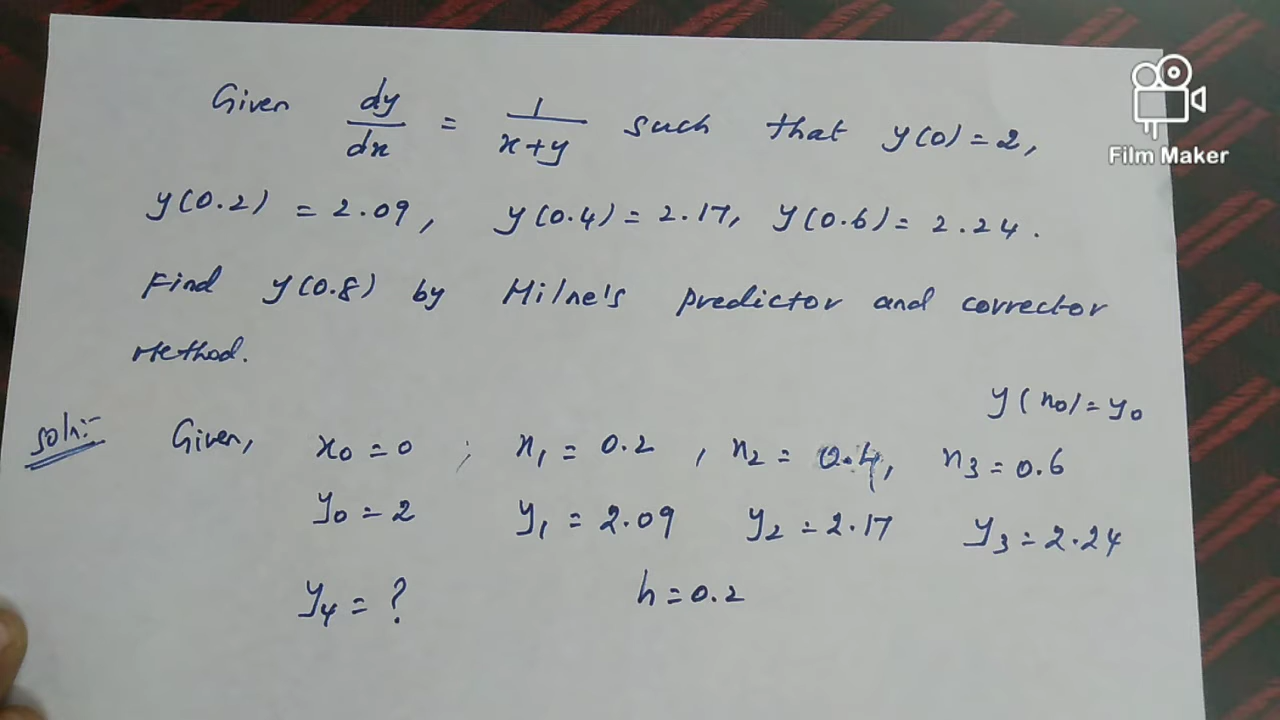 Given dy/dx = 1/x+y such that y(0)=2,
Film Maker
y(0.2) = 2.09, y(0.4)= 2.17, y(0.6)= 2.24.
Find y(0.8) by Milne's predictor and corrector
Method.
y(x0)=y0
soln:- Given, x0=0 ; x1 = 0.2 , x2 = 0.4, x3=0.6
y0=2 y1=2.09 y2=2.17 y3=2.24
y4=? h=0.2